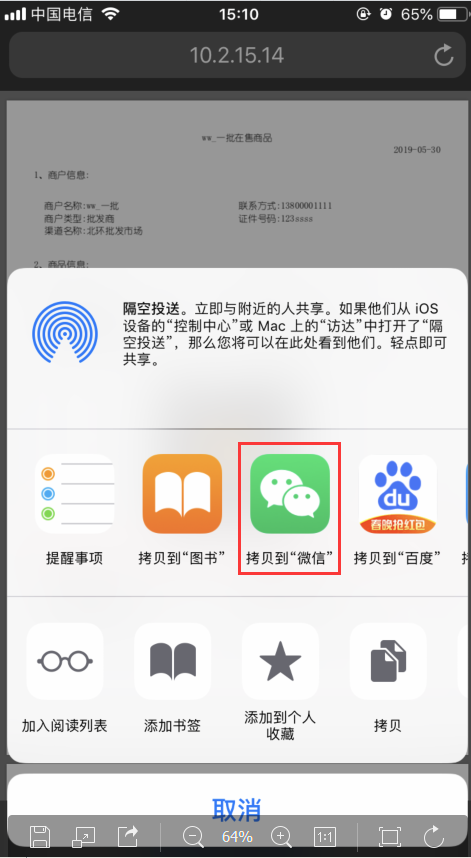 中国电信 15:10 65%
10.2.15.14
ww_一批在售商品
2019-05-30
1、商户信息:
商户名称:ww_一批 联系方式:13800001111
商户类型:批发商 证件号码:123ssss
渠道名称:北环批发市场
2、商品信息:
隔空投送。立即与附近的人共享。如果他们从 iOS
设备的“控制中心”或 Mac 上的“访达”中打开了“隔
空投送”，那么您将可以在此处看到他们。轻点即可
共享。
du
春晚抢红包
提醒事项 拷贝到“图书” 拷贝到“微信” 拷贝到“百度”
加入阅读列表 添加书签 添加到个人
收藏 拷贝
取消
64% 1:1